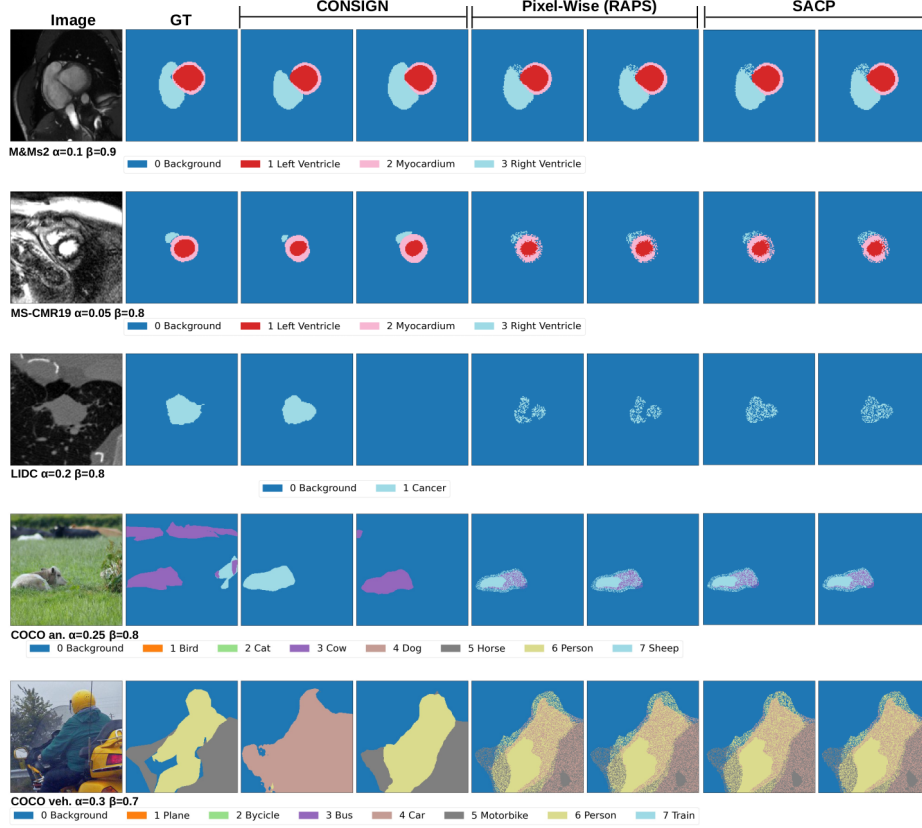 Image GT CONSIGN Pixel-Wise (RAPS) SACP
M&Ms2 α=0.1 β=0.9
0 Background 1 Left Ventricle 2 Myocardium 3 Right Ventricle
MS-CMR19 α=0.05 β=0.8
0 Background 1 Left Ventricle 2 Myocardium 3 Right Ventricle
LIDC α=0.2 β=0.8
0 Background 1 Cancer
COCO an. α=0.25 β=0.8
0 Background 1 Bird 2 Cat 3 Cow 4 Dog 5 Horse 6 Person 7 Sheep
COCO veh. α=0.3 β=0.7
0 Background 1 Plane 2 Bycicle 3 Bus 4 Car 5 Motorbike 6 Person 7 Train